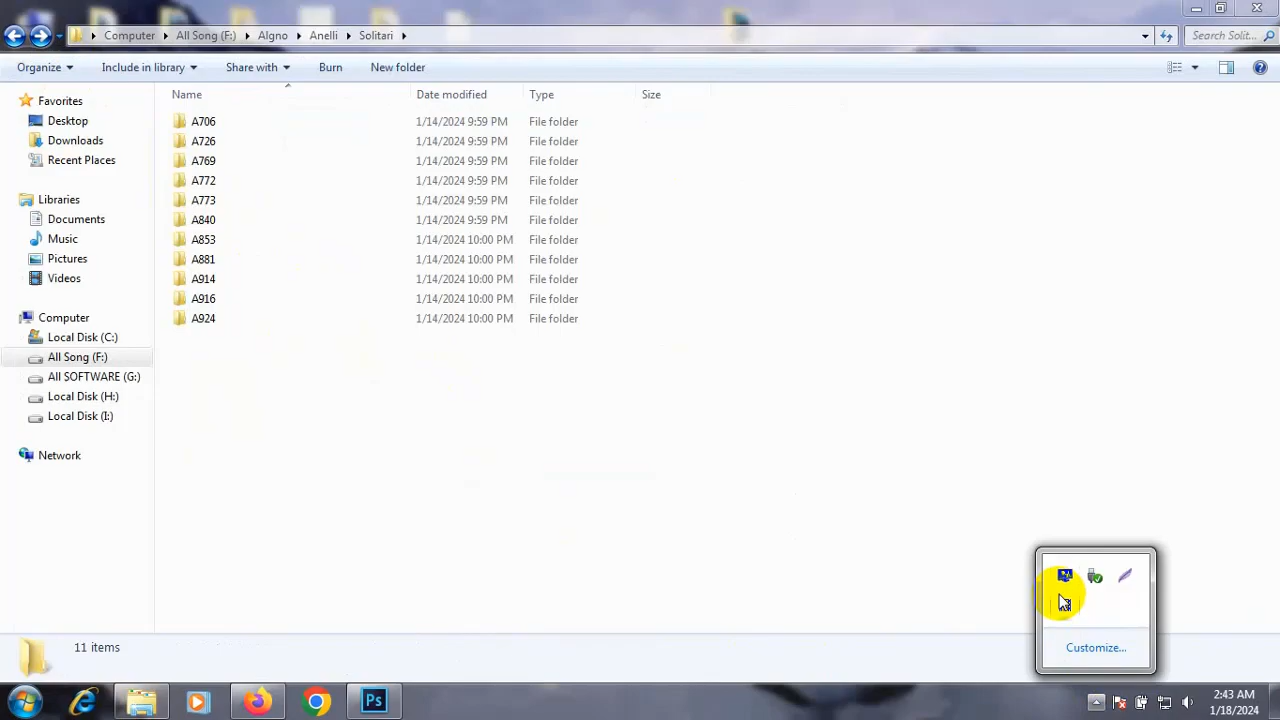 Computer All Song (F:) Algno Anelli Solitari Search Solit...
Organize Include in library Share with Burn New folder
Name Date modified Type Size
Favorites
Desktop
Downloads
Recent Places
Libraries
Documents
Music
Pictures
Videos
Computer
Local Disk (C:)
All Song (F:)
All SOFTWARE (G:)
Local Disk (H:)
Local Disk (I:)
Network
A706 1/14/2024 9:59 PM File folder
A726 1/14/2024 9:59 PM File folder
A769 1/14/2024 9:59 PM File folder
A772 1/14/2024 9:59 PM File folder
A773 1/14/2024 9:59 PM File folder
A840 1/14/2024 9:59 PM File folder
A853 1/14/2024 10:00 PM File folder
A881 1/14/2024 10:00 PM File folder
A914 1/14/2024 10:00 PM File folder
A916 1/14/2024 10:00 PM File folder
A924 1/14/2024 10:00 PM File folder
Customize...
11 items
Ps
2:43 AM
1/18/2024